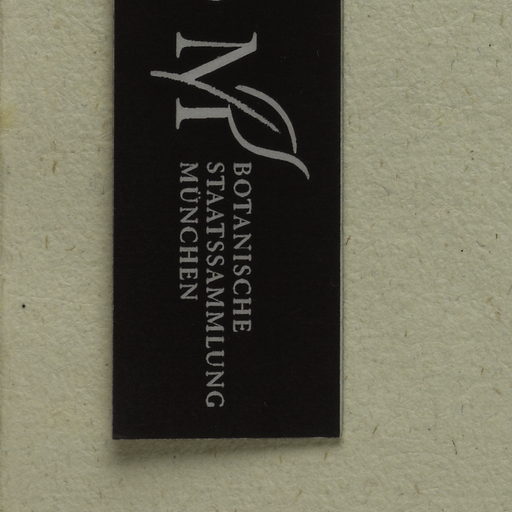 M
BOTANISCHE
STAATSSAMMLUNG
MÜNCHEN